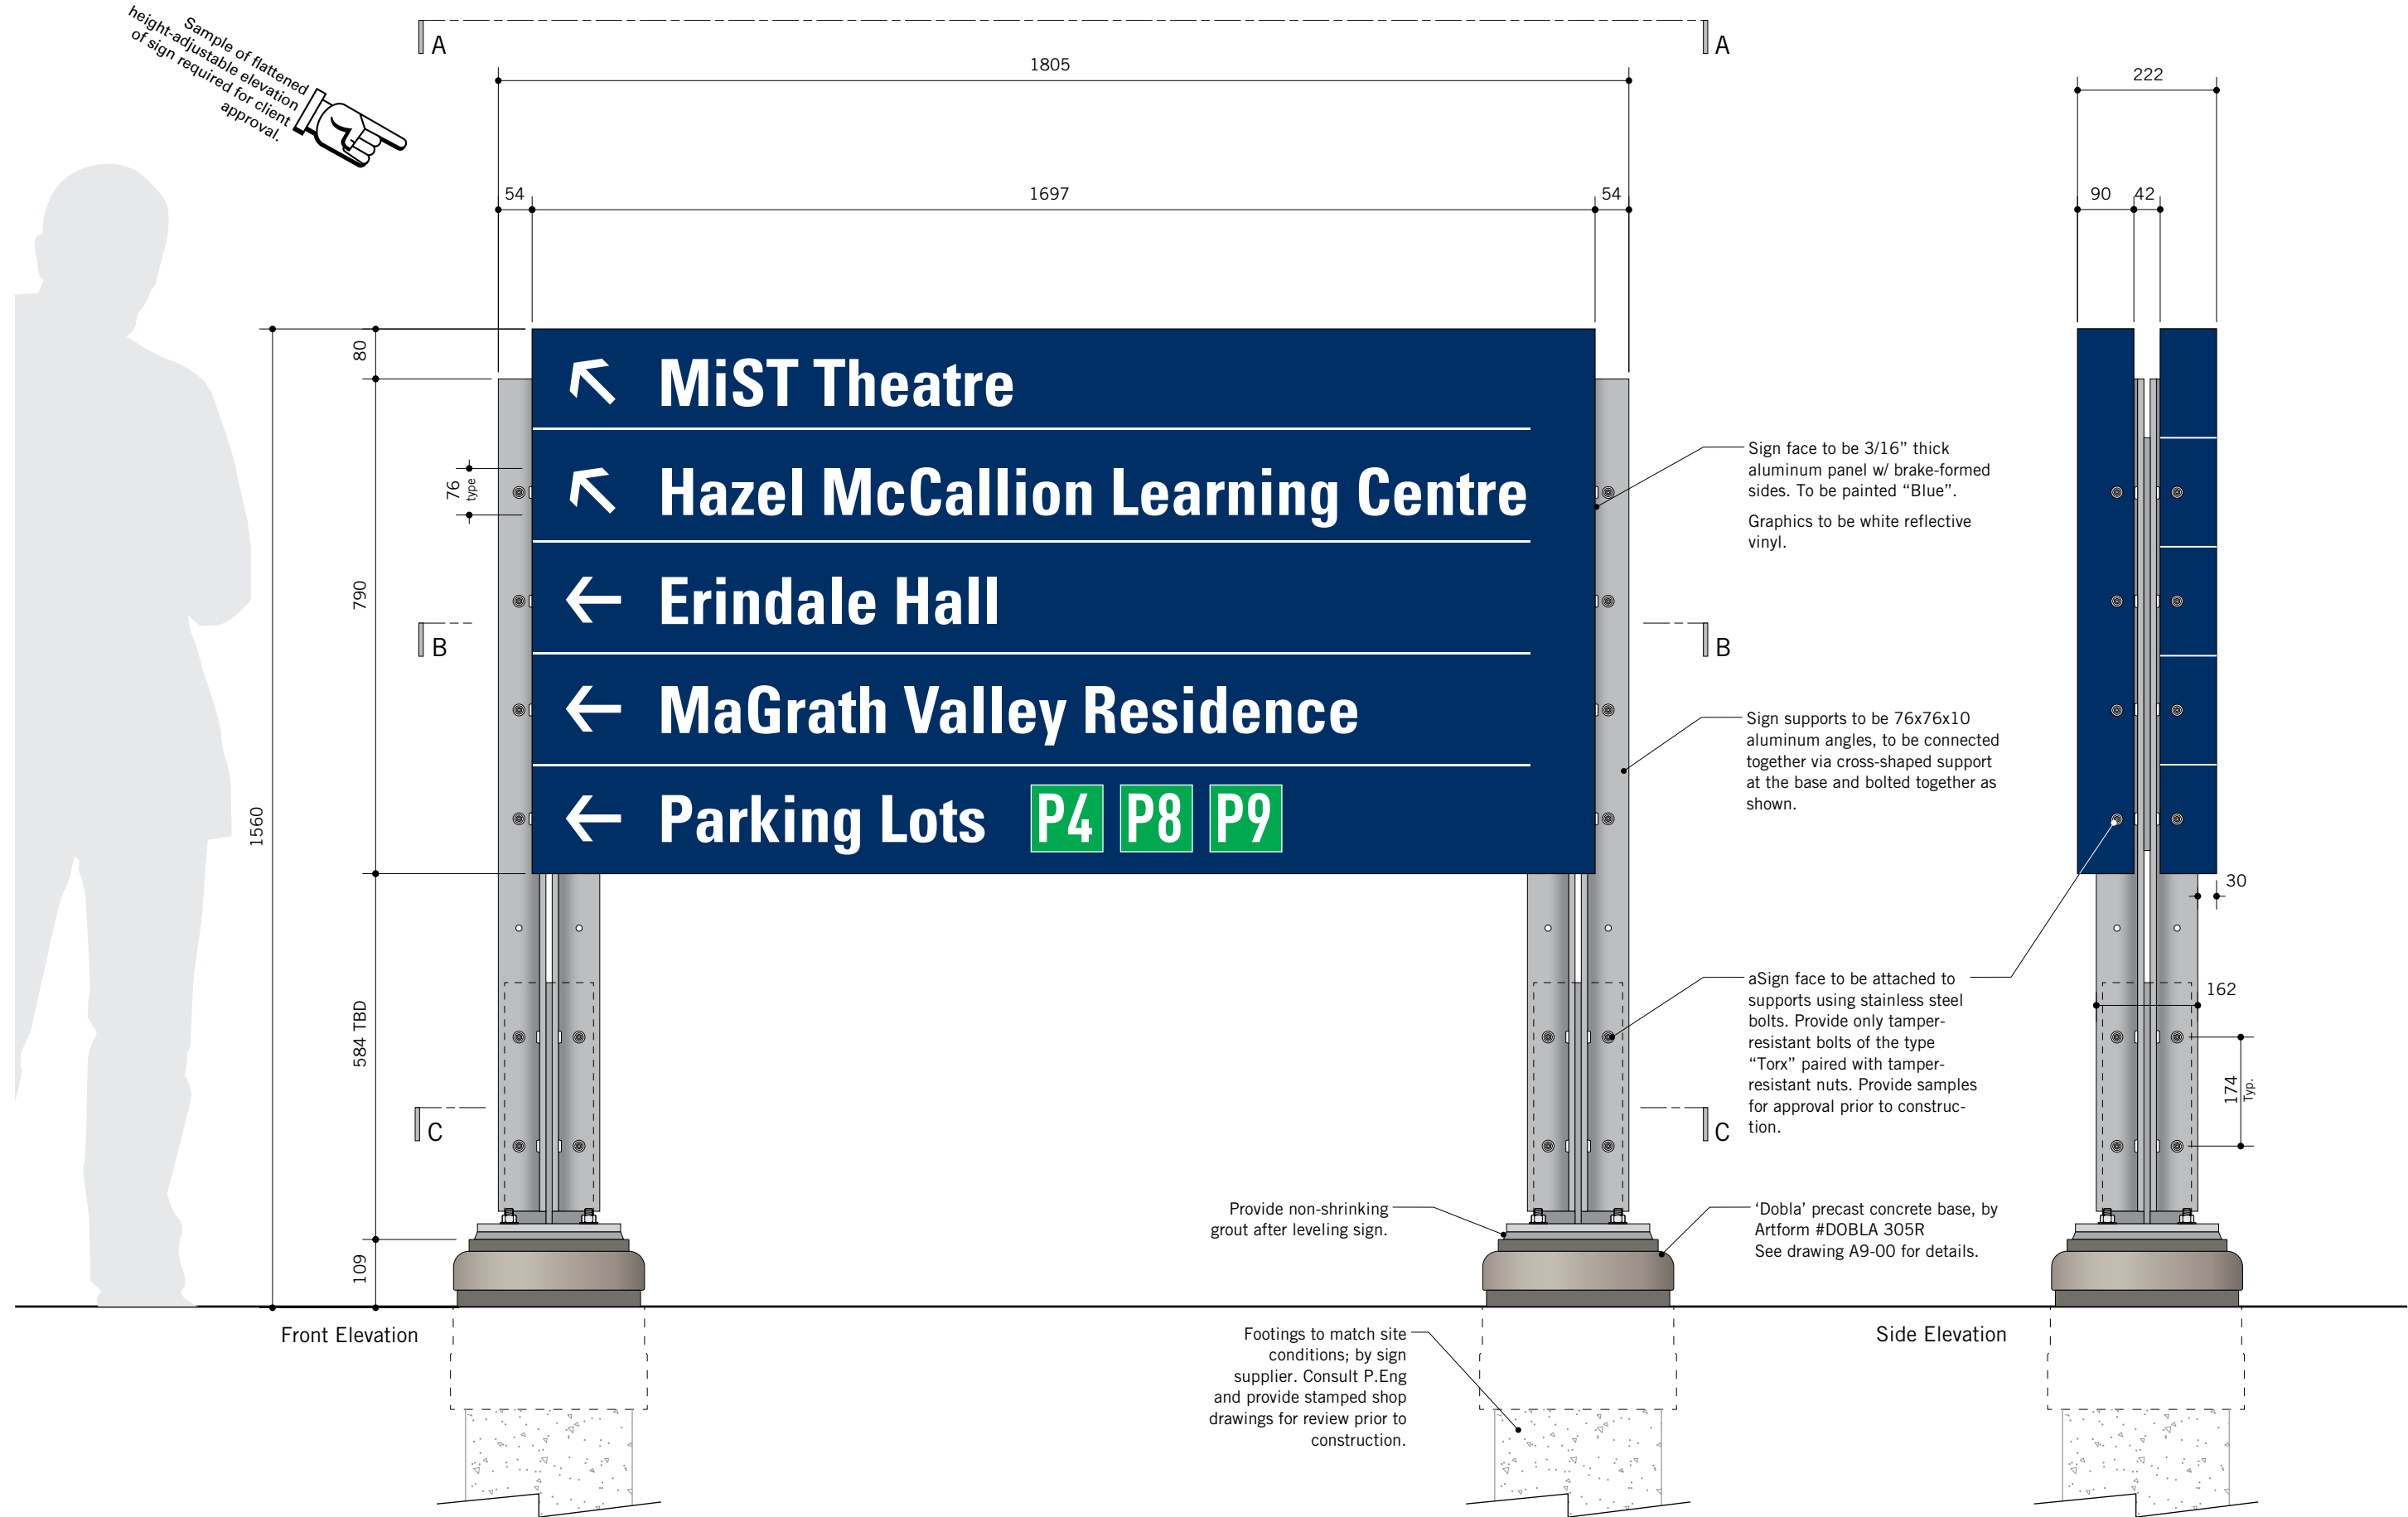 Sample of flattened
height-adjustable elevation
of sign required for client
approval.
A
A
1805
222
54
1697
54
90
42
80
MiST Theatre
Hazel McCallion Learning Centre
Erindale Hall
MaGrath Valley Residence
Parking Lots P4 P8 P9
76
type
790
B
B
1560
584 TBD
C
C
109
Sign face to be 3/16” thick
aluminum panel w/ brake-formed
sides. To be painted “Blue”.
Graphics to be white reflective
vinyl.
Sign supports to be 76x76x10
aluminum angles, to be connected
together via cross-shaped support
at the base and bolted together as
shown.
30
aSign face to be attached to
supports using stainless steel
bolts. Provide only tamper-
resistant bolts of the type
“Torx” paired with tamper-
resistant nuts. Provide samples
for approval prior to construc-
tion.
162
174
Typ.
Provide non-shrinking
grout after leveling sign.
‘Dobla’ precast concrete base, by
Artform #DOBLA 305R
See drawing A9-00 for details.
Front Elevation
Footings to match site
conditions; by sign
supplier. Consult P.Eng
and provide stamped shop
drawings for review prior to
construction.
Side Elevation